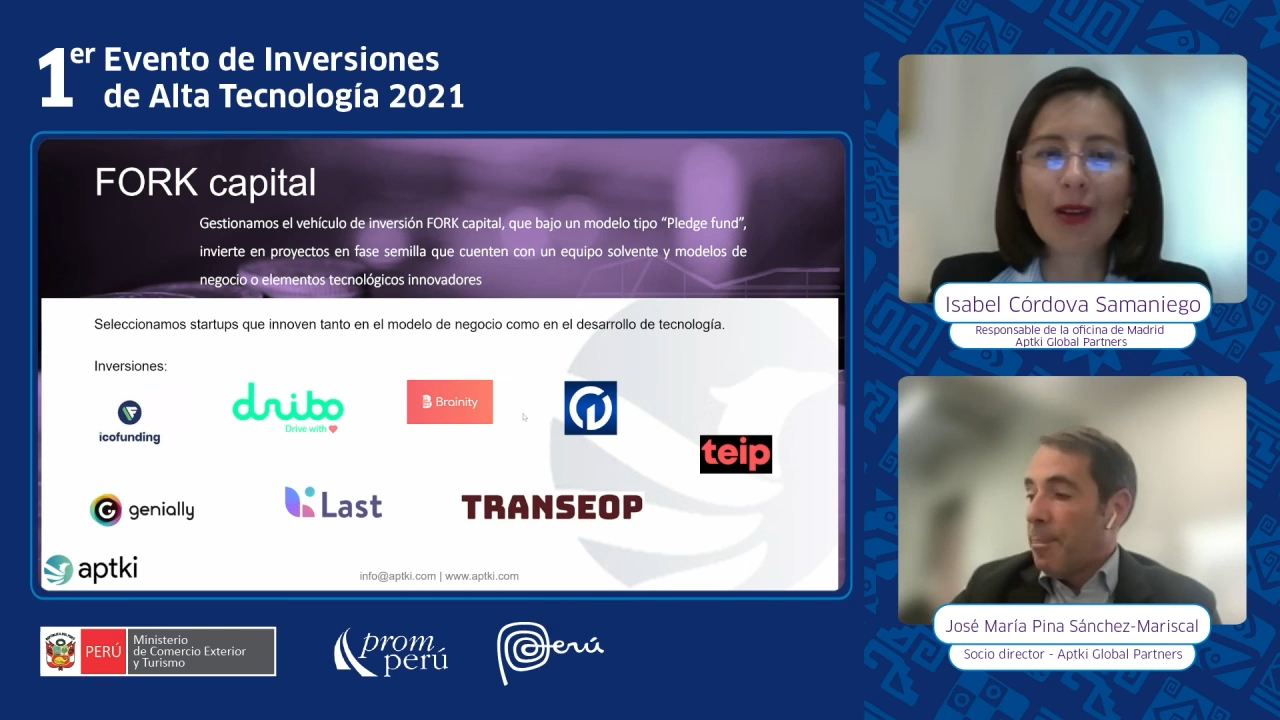 1er Evento de Inversiones
de Alta Tecnología 2021
FORK capital
Gestionamos el vehículo de inversión FORK capital, que bajo un modelo tipo “Pledge fund”,
invierte en proyectos en fase semilla que cuenten con un equipo solvente y modelos de
negocio o elementos tecnológicos innovadores
Seleccionamos startups que innoven tanto en el modelo de negocio como en el desarrollo de tecnología.
Inversiones:
icofunding
dribo
Drive with
Brainity
teip
genially
Last
TRANSEOP
aptki
info@aptki.com | www.aptki.com
PERÚ
Ministerio
de Comercio Exterior
y Turismo
prom
perú
Perú
Isabel Córdova Samaniego
Responsable de la oficina de Madrid
Aptki Global Partners
José María Pina Sánchez-Mariscal
Socio director - Aptki Global Partners